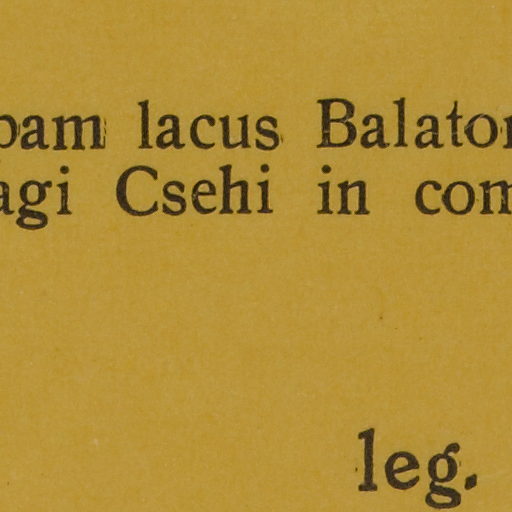 pam lacus Balaton
agi Csehi in com
leg.